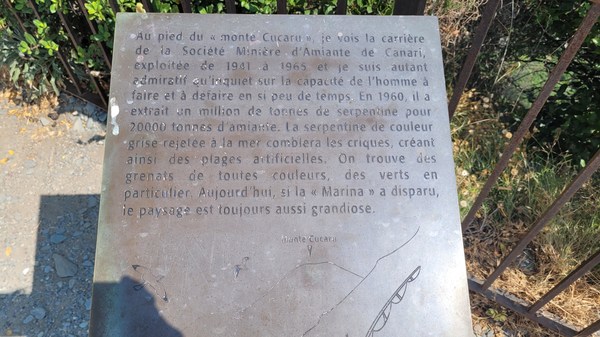 Au pied du « monte Cucaru », je vois la carrière
de la Société Minière d'Amiante de Canari,
exploitée de 1941 à 1965 et je suis autant
admiratif qu'inquiet sur la capacité de l'homme à
faire et à défaire en si peu de temps. En 1960, il a
extrait un million de tonnes de serpentine pour
20000 tonnes d'amiante. La serpentine de couleur
grise rejetée à la mer comblera les criques, créant
ainsi des plages artificielles. On trouve des
grenats de toutes couleurs, des verts en
particulier. Aujourd'hui, si la « Marina » a disparu,
le paysage est toujours aussi grandiose.
monte Cucaru